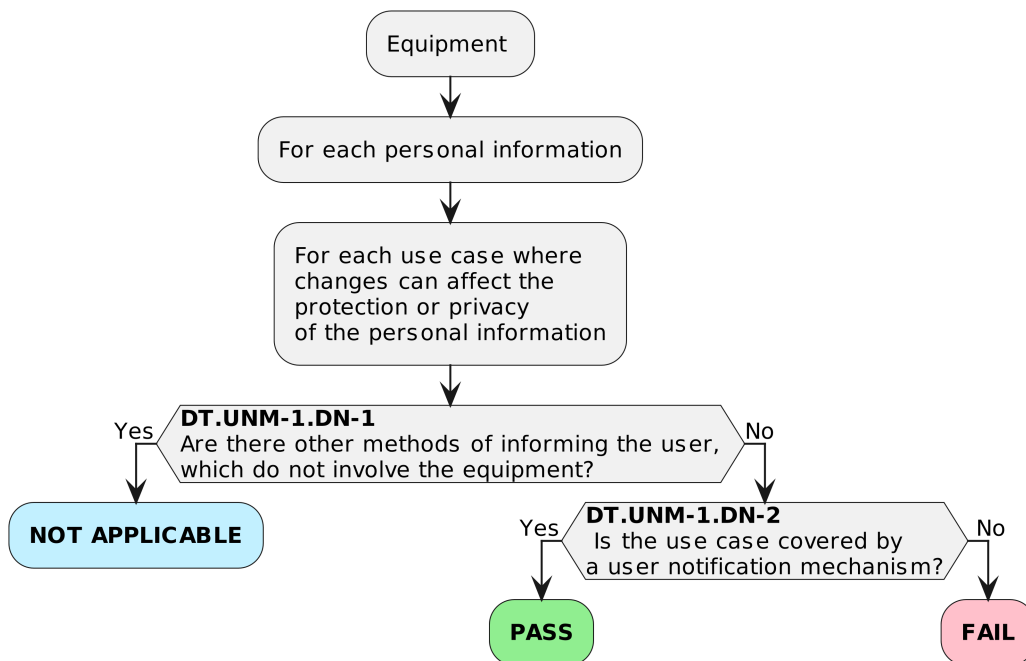 Equipment
For each personal information
For each use case where
changes can affect the
protection or privacy
of the personal information
DT.UNM-1.DN-1
Yes
No
Are there other methods of informing the user,
which do not involve the equipment?
NOT APPLICABLE
DT.UNM-1.DN-2
Yes
No
Is the use case covered by
a user notification mechanism?
PASS
FAIL